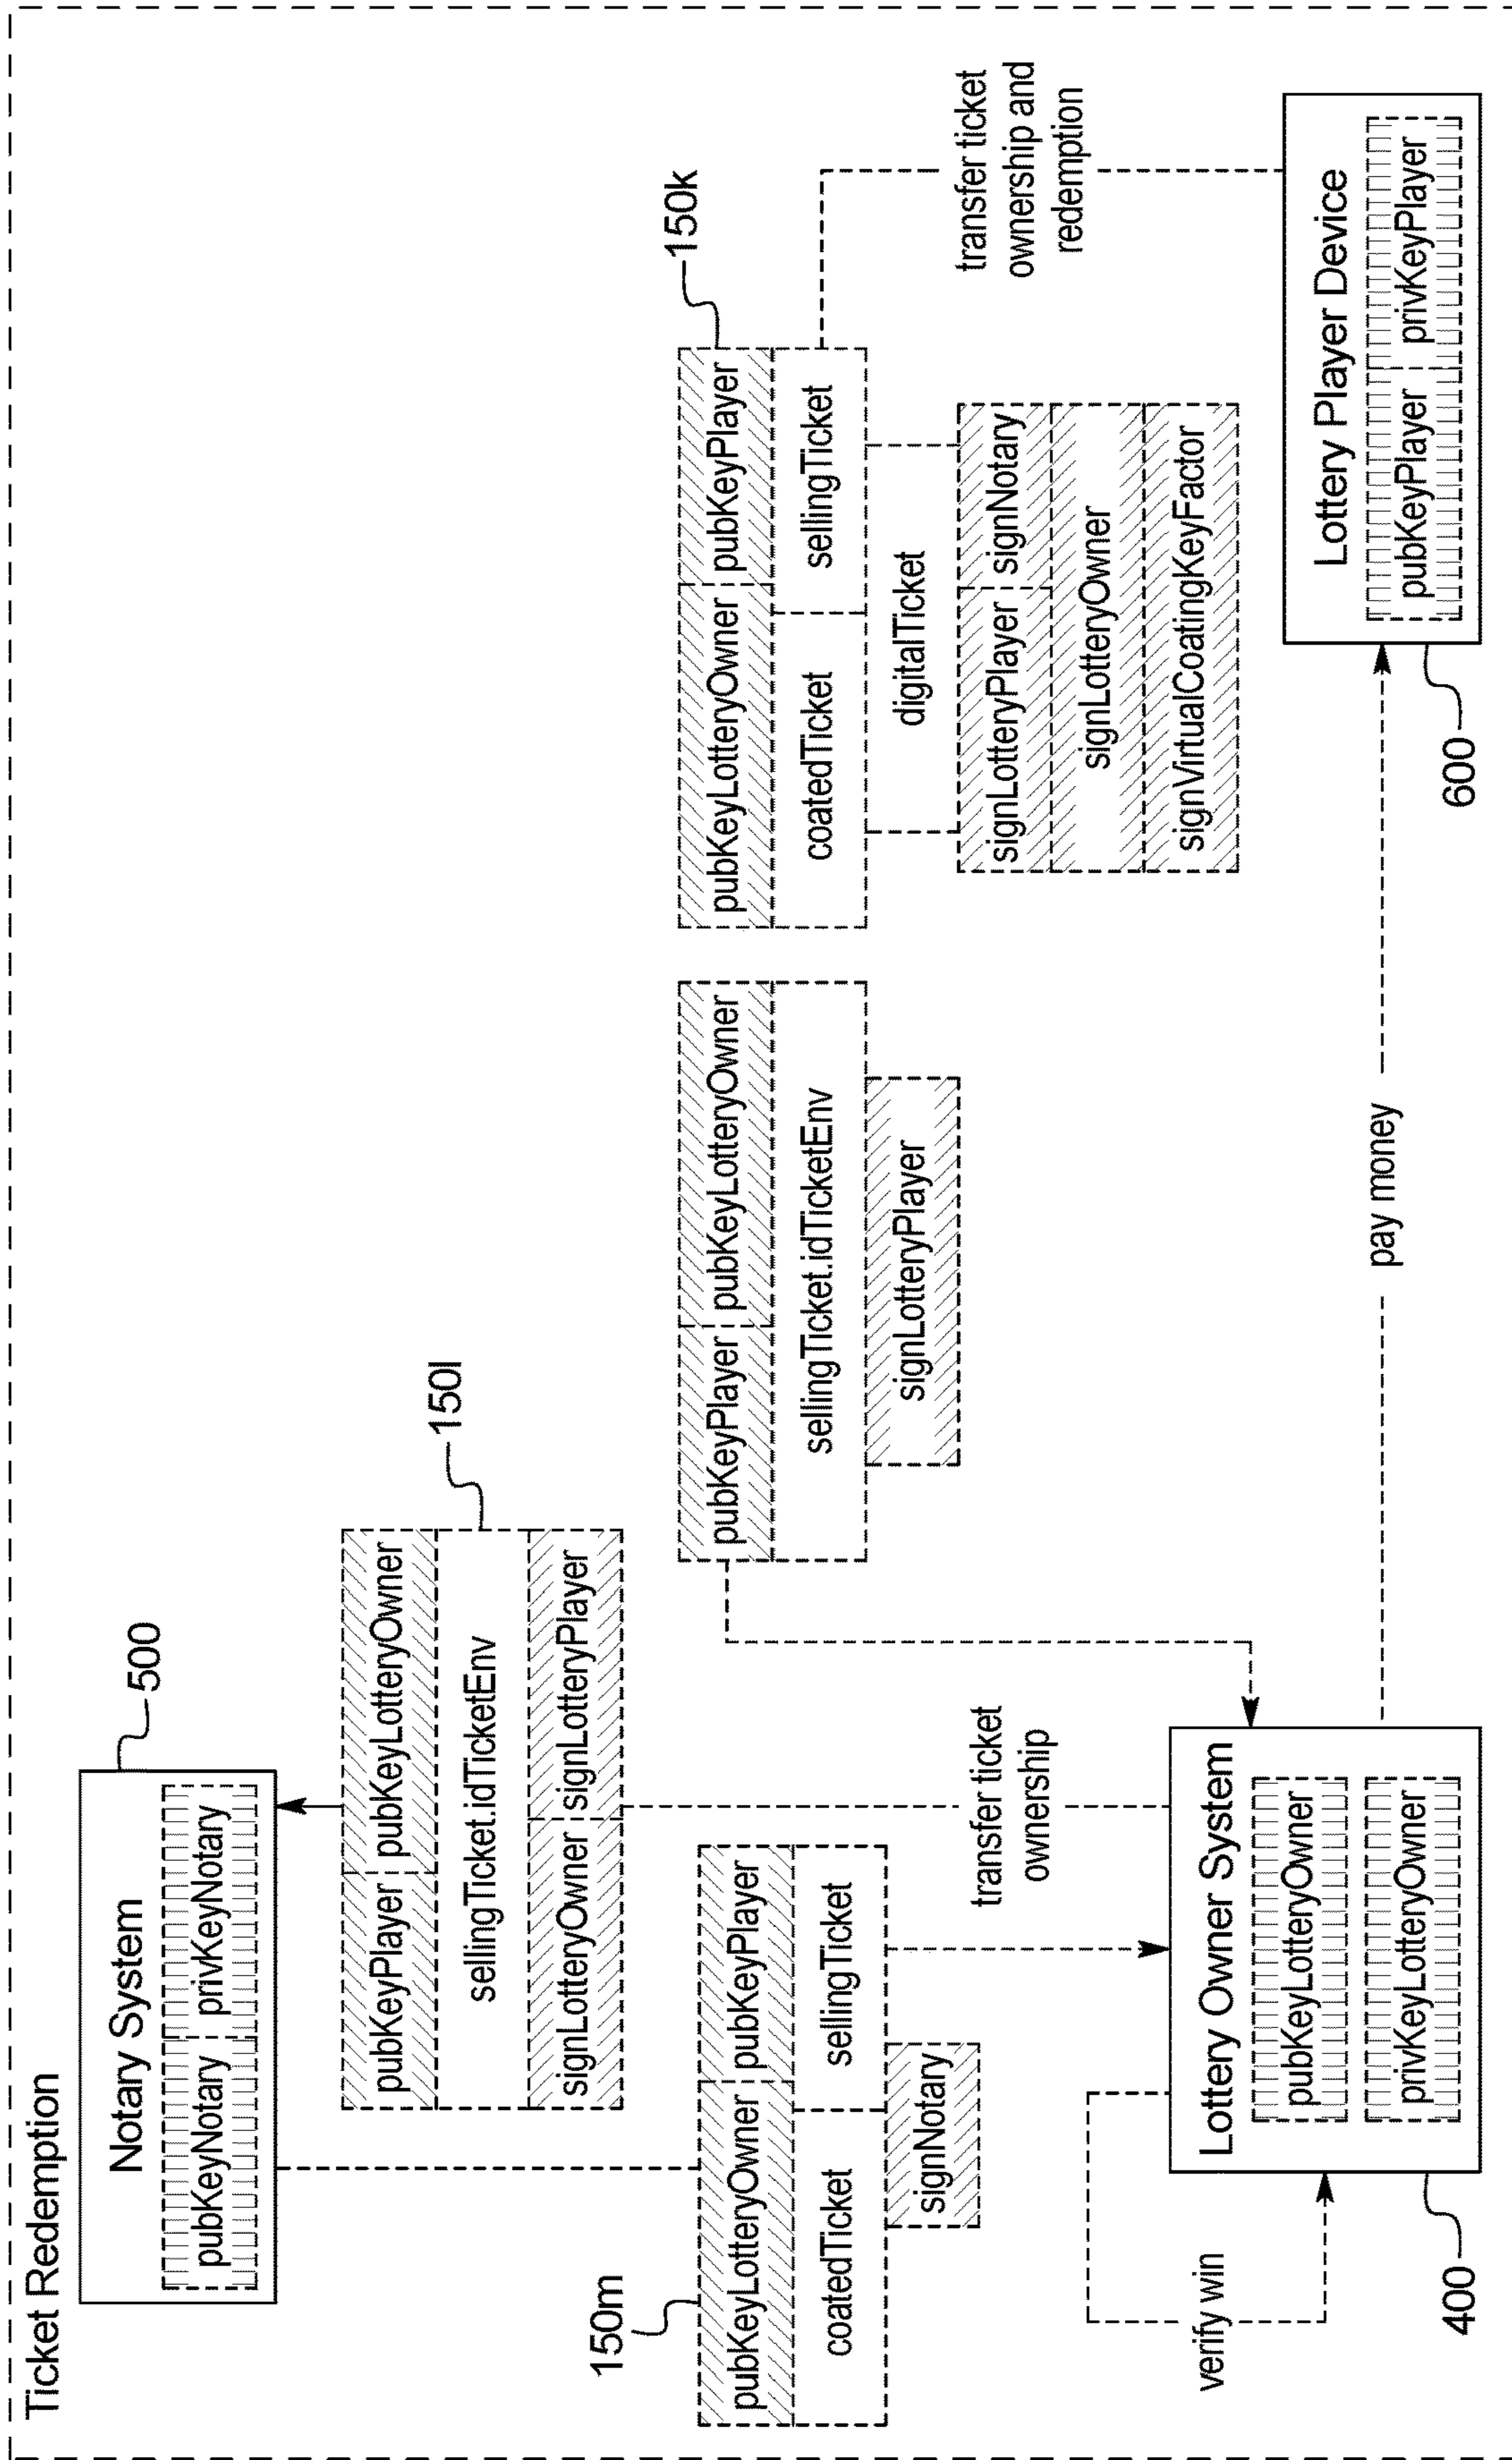 Ticket Redemption
Notary System
pubKeyNotary privKeyNotary
500
pubKeyPlayer pubKeyLotteryOwner
sellingTicket.idTicketEnv
signLotteryOwner signLotteryPlayer
150l
150m
pubKeyLotteryOwner pubKeyPlayer
coatedTicket sellingTicket
signNotary
pubKeyPlayer pubKeyLotteryOwner
sellingTicket.idTicketEnv
signLotteryPlayer
150k
pubKeyLotteryOwner pubKeyPlayer
coatedTicket sellingTicket
digitalTicket
signLotteryPlayer signNotary
signLotteryOwner
signVirtualCoatingKeyFactor
transfer ticket
ownership
transfer ticket
ownership and
redemption
verify win
Lottery Owner System
pubKeyLotteryOwner
privKeyLotteryOwner
400
pay money
Lottery Player Device
pubKeyPlayer privKeyPlayer
600